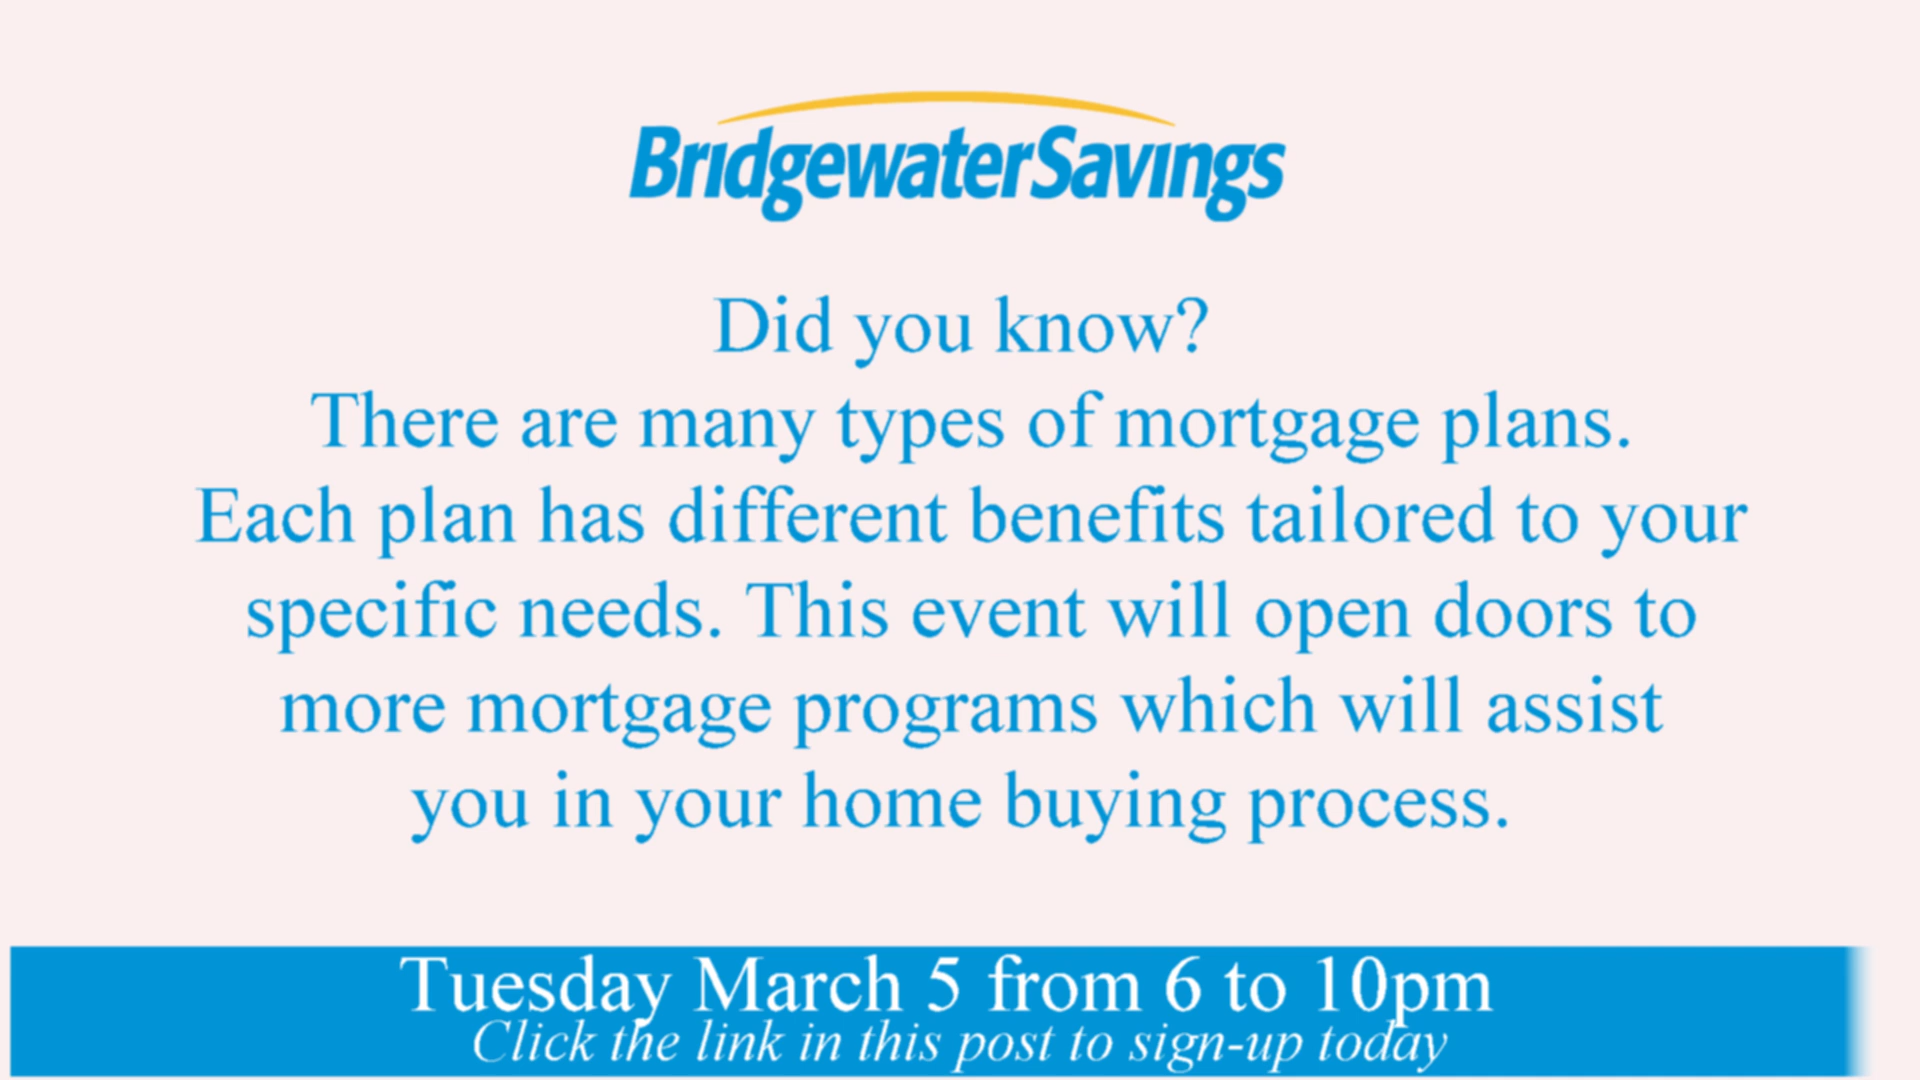 BridgewaterSavings
Did you know?
There are many types of mortgage plans.
Each plan has different benefits tailored to your
specific needs. This event will open doors to
more mortgage programs which will assist
you in your home buying process.
Tuesday March 5 from 6 to 10pm
Click the link in this post to sign-up today